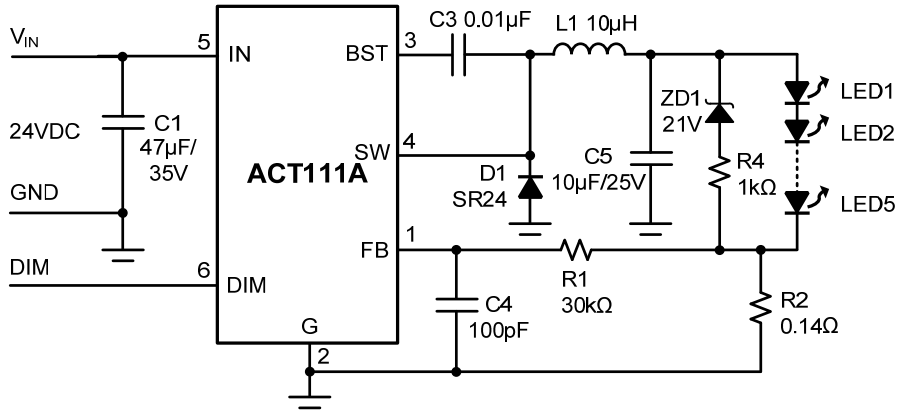 V_IN
5
IN
C3 0.01µF
3
BST
L1 10µH
24VDC
C1
47µF/
35V
ACT111A
SW
4
D1
SR24
C5
10µF/25V
ZD1
21V
R4
1kΩ
LED1
LED2
LED5
GND
DIM
6
DIM
FB
1
R1
30kΩ
C4
100pF
R2
0.14Ω
G
2